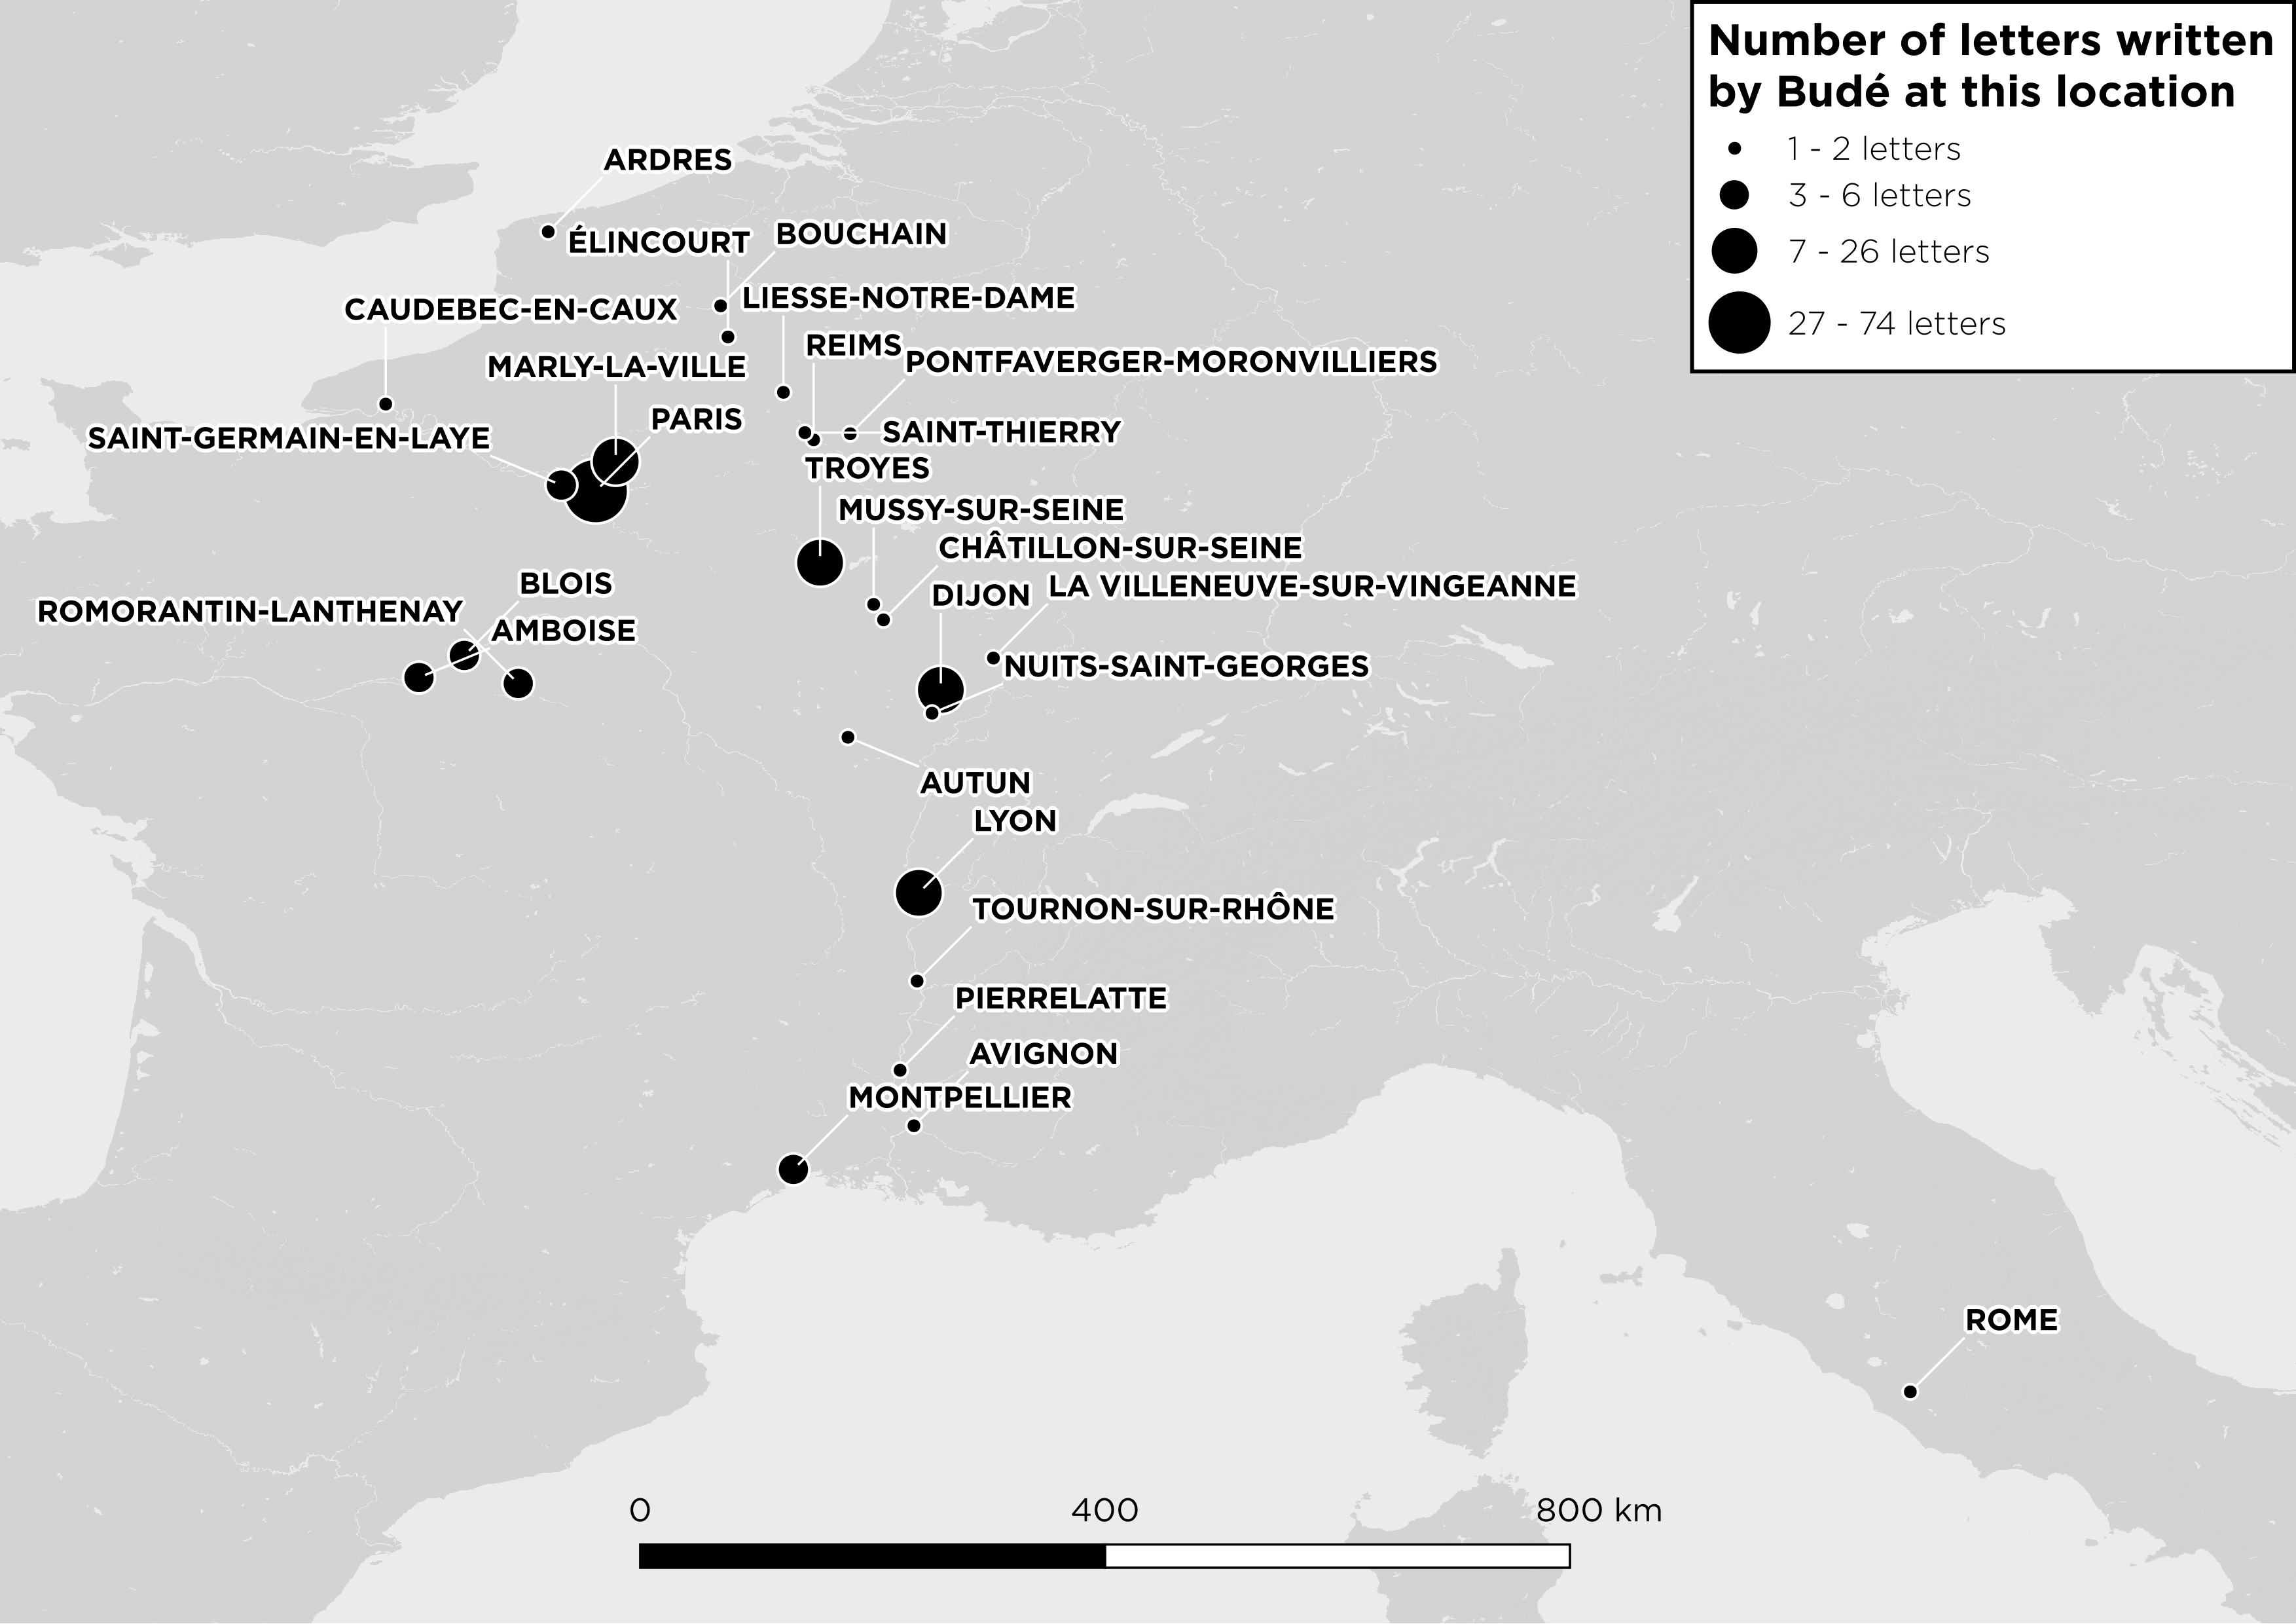 Number of letters written
by Budé at this location
1 - 2 letters
3 - 6 letters
7 - 26 letters
27 - 74 letters
ARDRES
BOUCHAIN
ÉLINCOURT
LIESSE-NOTRE-DAME
CAUDEBEC-EN-CAUX
REIMS
PONTFAVERGER-MORONVILLIERS
MARLY-LA-VILLE
PARIS
SAINT-THIERRY
SAINT-GERMAIN-EN-LAYE
TROYES
MUSSY-SUR-SEINE
CHÂTILLON-SUR-SEINE
BLOIS
LA VILLENEUVE-SUR-VINGEANNE
DIJON
ROMORANTIN-LANTHENAY
AMBOISE
NUITS-SAINT-GEORGES
AUTUN
LYON
TOURNON-SUR-RHÔNE
PIERRELATTE
AVIGNON
MONTPELLIER
ROME
0 400 800 km